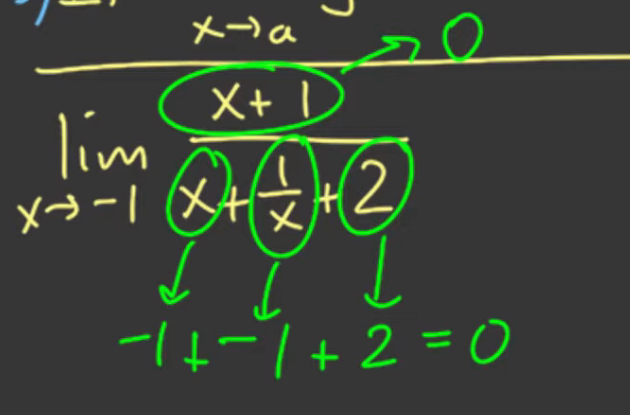 x→a
0
x+1
lim x→-1 x + 1/x + 2
-1 + -1 + 2 = 0